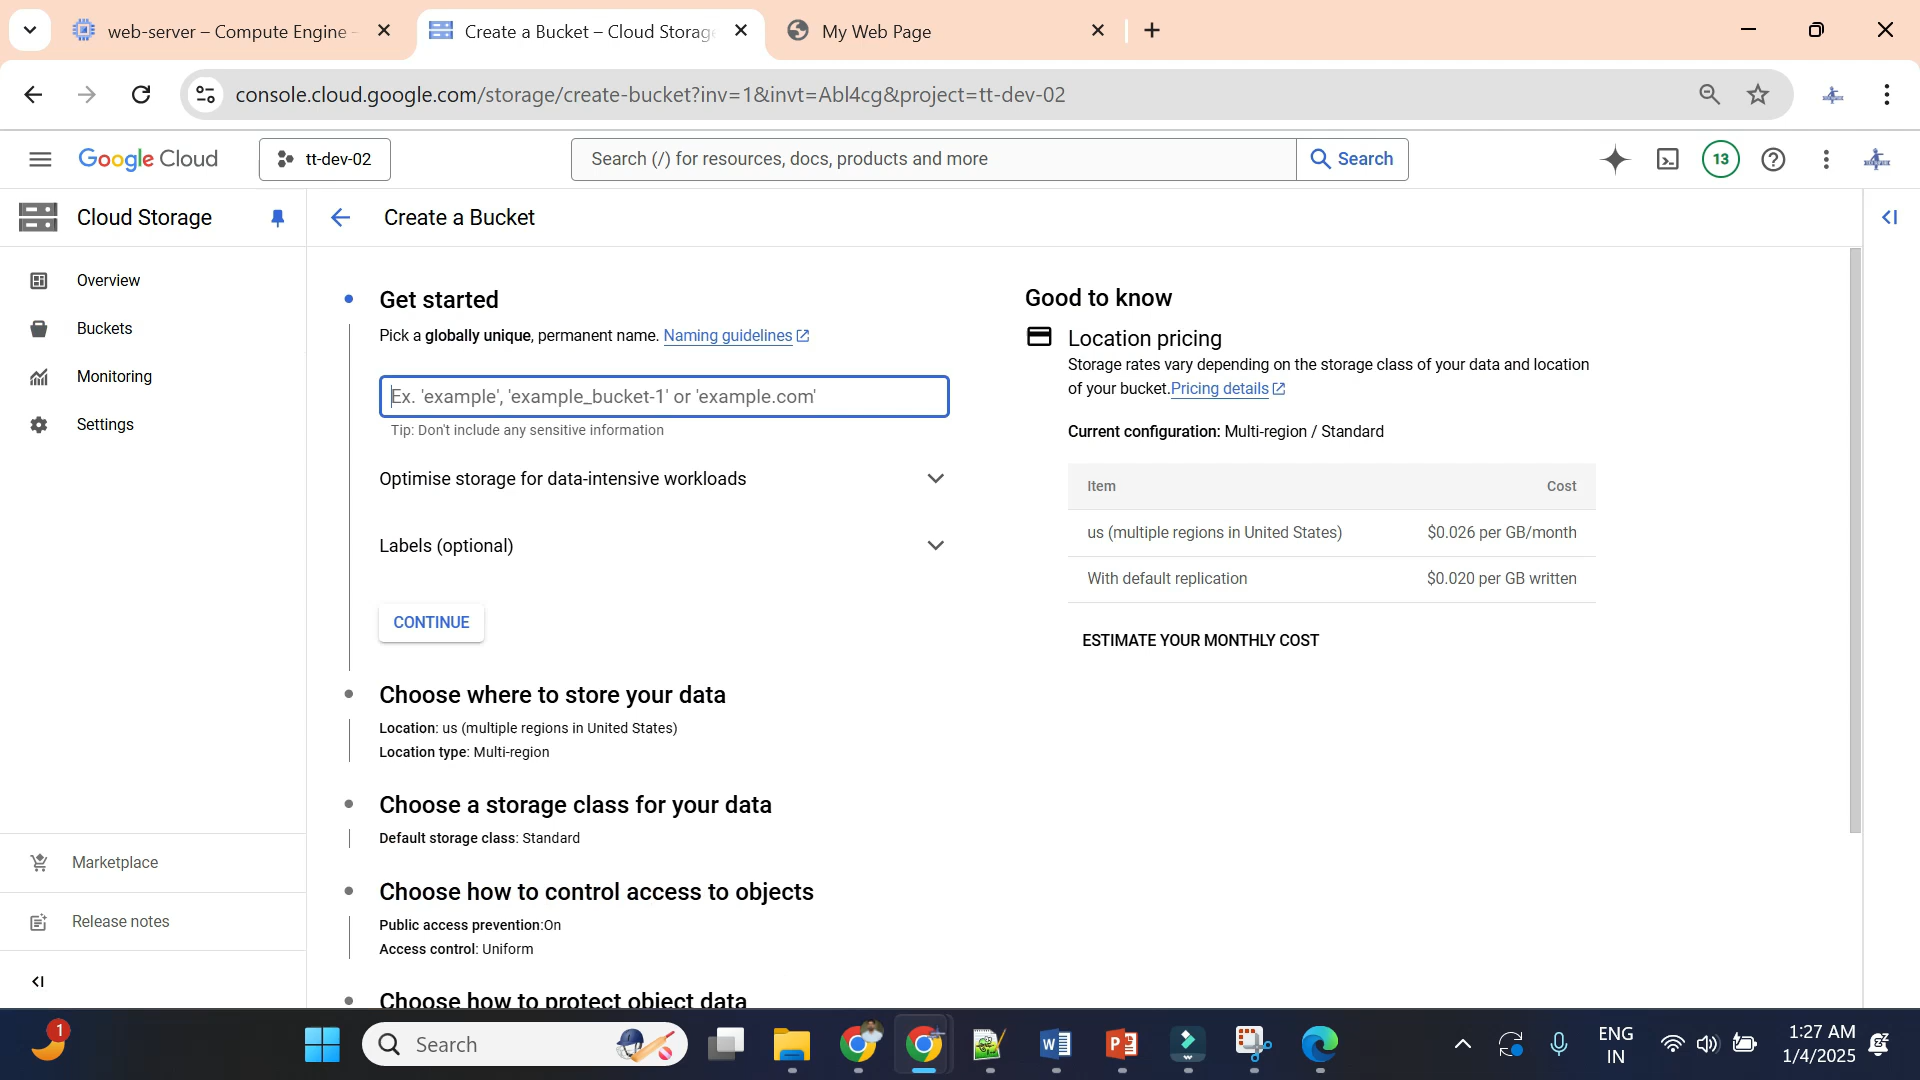 web-server – Compute Engine –
Create a Bucket – Cloud Storage
My Web Page
console.cloud.google.com/storage/create-bucket?inv=1&invt=Abl4cg&project=tt-dev-02
Google Cloud
tt-dev-02
Search (/) for resources, docs, products and more
Search
13
Cloud Storage
Create a Bucket
Overview
Buckets
Monitoring
Settings
Marketplace
Release notes
Get started
Pick a globally unique, permanent name. Naming guidelines
Ex. 'example', 'example_bucket-1' or 'example.com'
Tip: Don't include any sensitive information
Optimise storage for data-intensive workloads
Labels (optional)
CONTINUE
Choose where to store your data
Location: us (multiple regions in United States)
Location type: Multi-region
Choose a storage class for your data
Default storage class: Standard
Choose how to control access to objects
Public access prevention:On
Access control: Uniform
Choose how to protect object data
Good to know
Location pricing
Storage rates vary depending on the storage class of your data and location
of your bucket.Pricing details
Current configuration: Multi-region / Standard
Item Cost
us (multiple regions in United States) $0.026 per GB/month
With default replication $0.020 per GB written
ESTIMATE YOUR MONTHLY COST
1
Search
ENG
IN
1:27 AM
1/4/2025